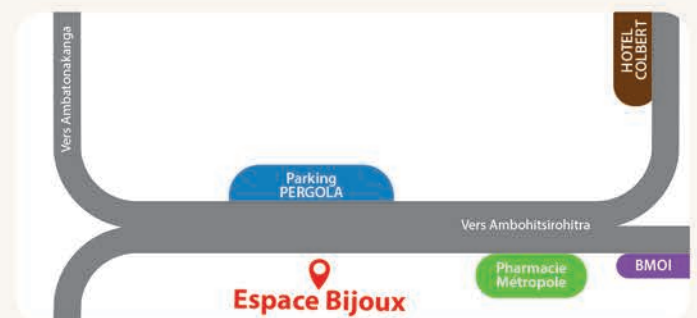 Vers Ambatonakanga
HOTEL
COLBERT
Parking
PERGOLA
Vers Ambohitsirohitra
Pharmacie
Métropole
BMOI
Espace Bijoux